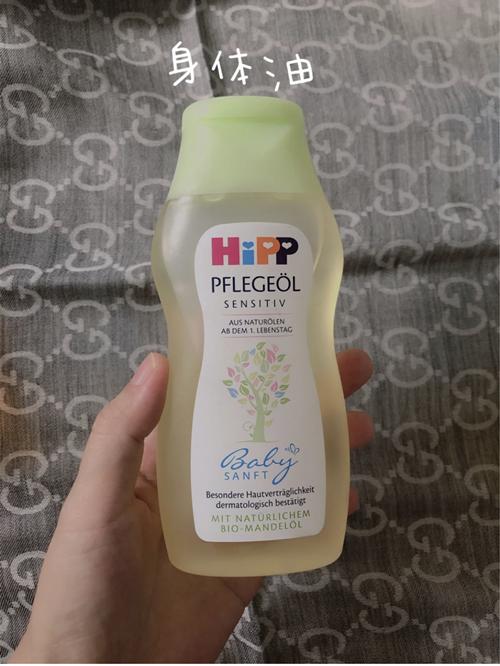 身体油
HiPP
PFLEGEÖL
SENSITIV
AUS NATURÖLEN
AB DEM 1. LEBENSTAG
Baby
SANFT
Besondere Hautverträglichkeit
dermatologisch bestätigt
MIT NATÜRLICHEM
BIO-MANDELÖL